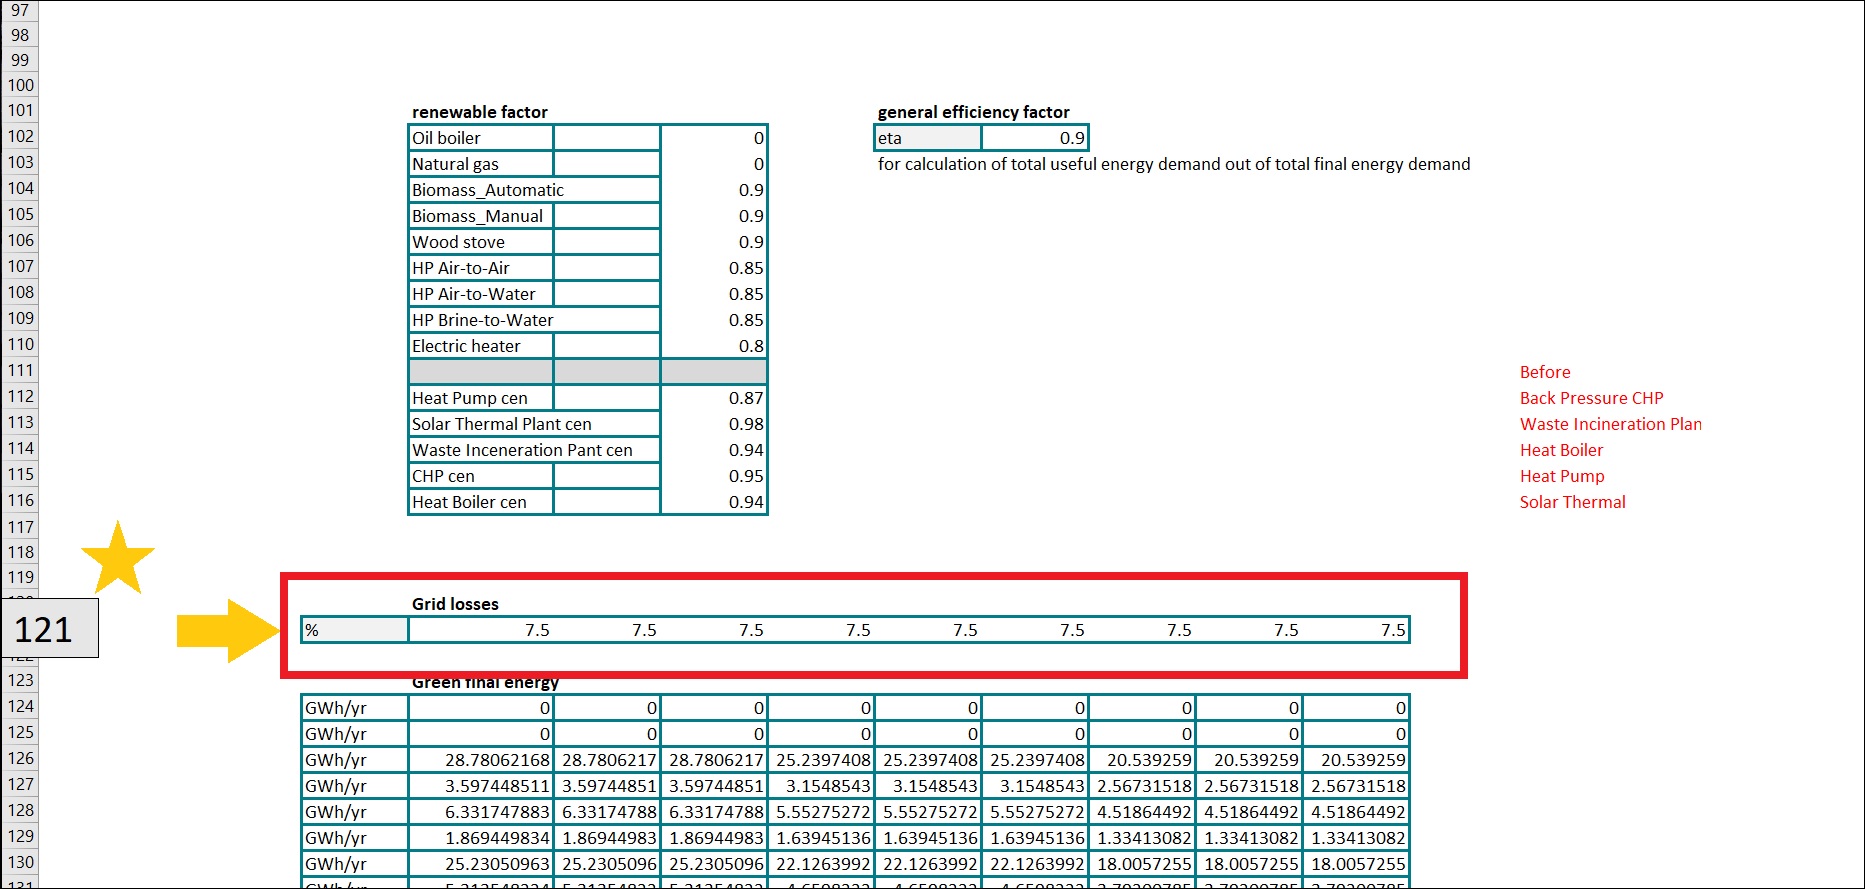 97
98
99
100
101 renewable factor general efficiency factor
102 Oil boiler 0 eta 0.9
103 Natural gas 0 for calculation of total useful energy demand out of total final energy demand
104 Biomass_Automatic 0.9
105 Biomass_Manual 0.9
106 Wood stove 0.9
107 HP Air-to-Air 0.85
108 HP Air-to-Water 0.85
109 HP Brine-to-Water 0.85
110 Electric heater 0.8
111 Before
112 Heat Pump cen 0.87 Back Pressure CHP
113 Solar Thermal Plant cen 0.98 Waste Incineration Plan
114 Waste Inceneration Pant cen 0.94 Heat Boiler
115 CHP cen 0.95 Heat Pump
116 Heat Boiler cen 0.94 Solar Thermal
117
118
119
Grid losses
121 % 7.5 7.5 7.5 7.5 7.5 7.5 7.5 7.5 7.5
123 Green final energy
124 GWh/yr 0 0 0 0 0 0 0 0 0
125 GWh/yr 0 0 0 0 0 0 0 0 0
126 GWh/yr 28.78062168 28.7806217 28.7806217 25.2397408 25.2397408 25.2397408 20.539259 20.539259 20.539259
127 GWh/yr 3.597448511 3.59744851 3.59744851 3.1548543 3.1548543 3.1548543 2.56731518 2.56731518 2.56731518
128 GWh/yr 6.331747883 6.33174788 6.33174788 5.55275272 5.55275272 5.55275272 4.51864492 4.51864492 4.51864492
129 GWh/yr 1.869449834 1.86944983 1.86944983 1.63945136 1.63945136 1.63945136 1.33413082 1.33413082 1.33413082
130 GWh/yr 25.23050963 25.2305096 25.2305096 22.1263992 22.1263992 22.1263992 18.0057255 18.0057255 18.0057255